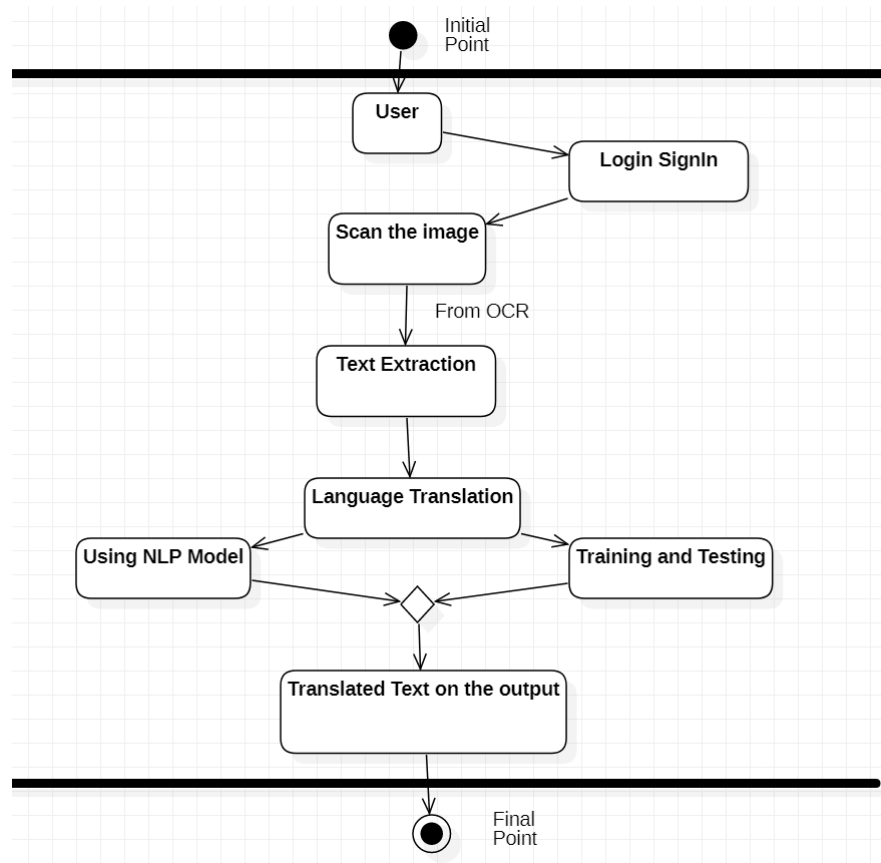 Initial
Point
User
Login SignIn
Scan the image
From OCR
Text Extraction
Language Translation
Using NLP Model
Training and Testing
Translated Text on the output
Final
Point